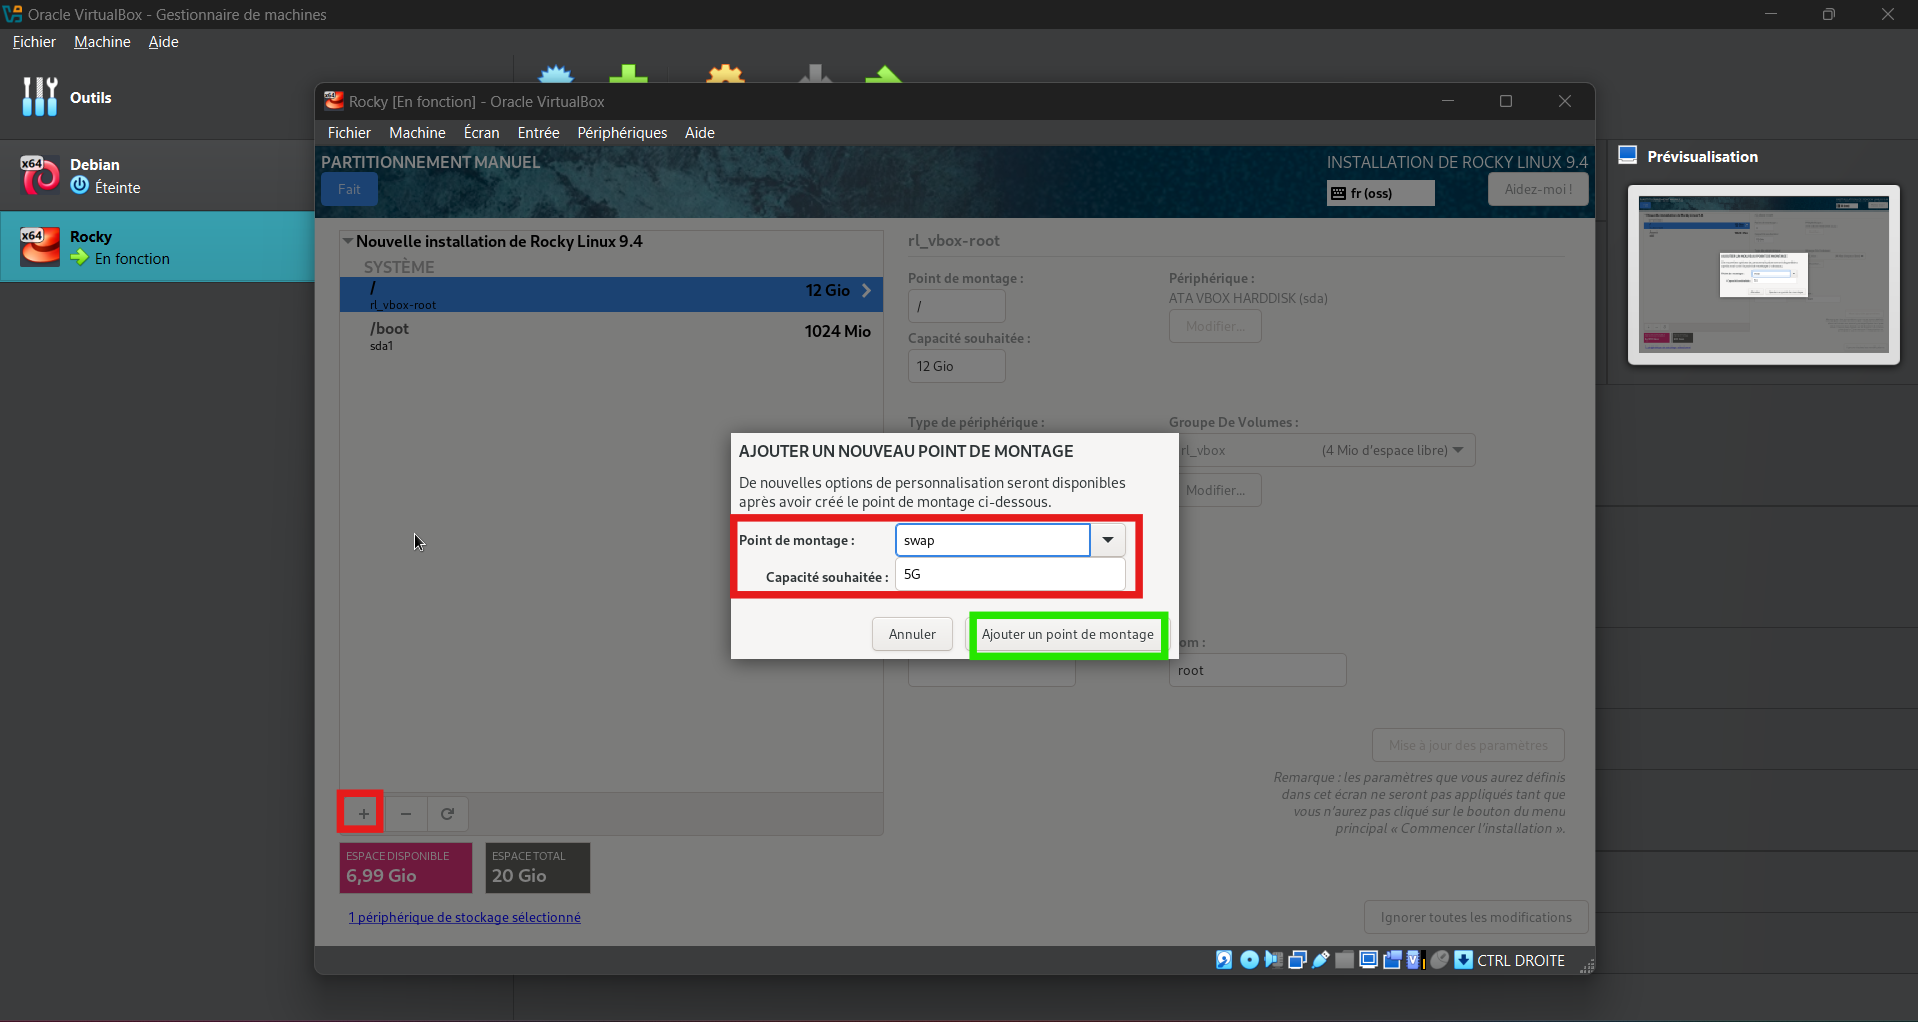 Oracle VirtualBox - Gestionnaire de machines
Fichier Machine Aide
Outils
x64 Debian
Éteinte
x64 Rocky
En fonction
x64 Rocky [En fonction] - Oracle VirtualBox
Fichier Machine Écran Entrée Périphériques Aide
PARTITIONNEMENT MANUEL
Fait
INSTALLATION DE ROCKY LINUX 9.4
fr (oss)
Aidez-moi !
Nouvelle installation de Rocky Linux 9.4
SYSTÈME
/ 12 Gio
rl_vbox-root
/boot 1024 Mio
sda1
rl_vbox-root
Point de montage :
/
Capacité souhaitée :
12 Gio
Périphérique :
ATA VBOX HARDDISK (sda)
Modifier...
Type de périphérique :
Groupe De Volumes :
rl_vbox (4 Mio d'espace libre)
Modifier...
AJOUTER UN NOUVEAU POINT DE MONTAGE
De nouvelles options de personnalisation seront disponibles
après avoir créé le point de montage ci-dessous.
Point de montage : swap
Capacité souhaitée : 5G
Annuler Ajouter un point de montage
om :
root
Mise à jour des paramètres
Remarque : les paramètres que vous aurez définis
dans cet écran ne seront pas appliqués tant que
vous n'aurez pas cliqué sur le bouton du menu
principal « Commencer l'installation ».
+ −
ESPACE DISPONIBLE
6,99 Gio
ESPACE TOTAL
20 Gio
1 périphérique de stockage sélectionné
Ignorer toutes les modifications
CTRL DROITE
Prévisualisation